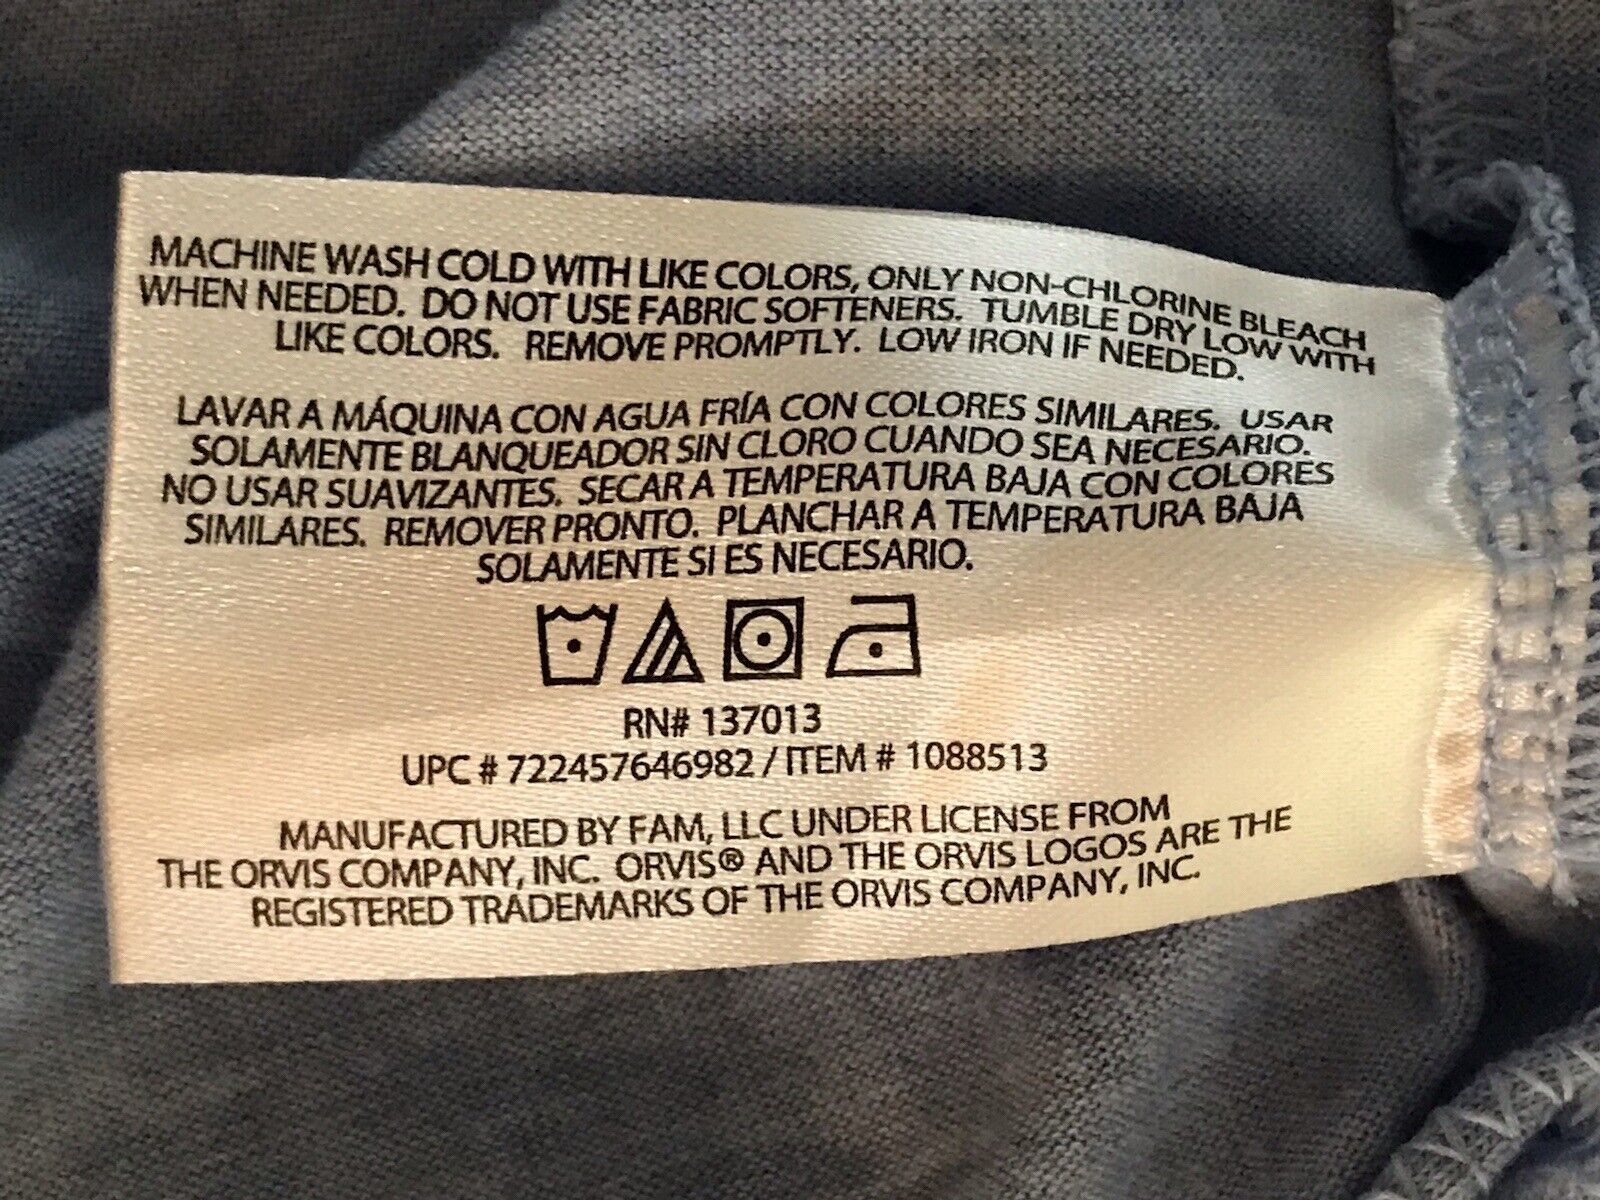 MACHINE WASH COLD WITH LIKE COLORS, ONLY NON-CHLORINE BLEACH
WHEN NEEDED. DO NOT USE FABRIC SOFTENERS. TUMBLE DRY LOW WITH
LIKE COLORS. REMOVE PROMPTLY. LOW IRON IF NEEDED.
LAVAR A MÁQUINA CON AGUA FRÍA CON COLORES SIMILARES. USAR
SOLAMENTE BLANQUEADOR SIN CLORO CUANDO SEA NECESARIO.
NO USAR SUAVIZANTES. SECAR A TEMPERATURA BAJA CON COLORES
SIMILARES. REMOVER PRONTO. PLANCHAR A TEMPERATURA BAJA
SOLAMENTE SI ES NECESARIO.
RN# 137013
UPC # 722457646982 / ITEM # 1088513
MANUFACTURED BY FAM, LLC UNDER LICENSE FROM
THE ORVIS COMPANY, INC. ORVIS® AND THE ORVIS LOGOS ARE THE
REGISTERED TRADEMARKS OF THE ORVIS COMPANY, INC.